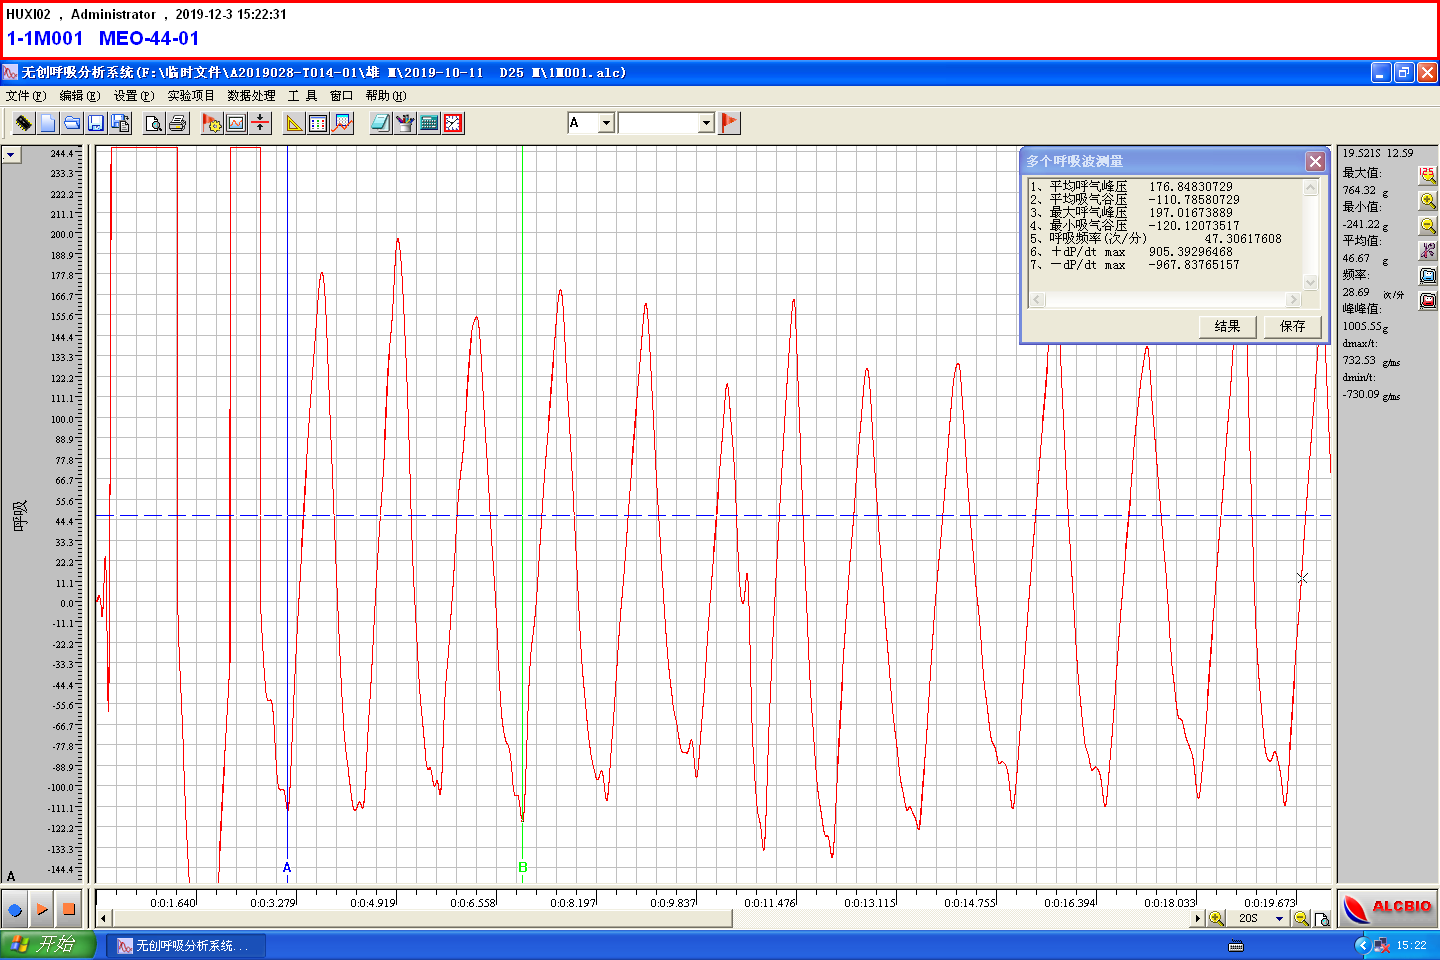 HUXI02 , Administrator , 2019-12-3 15:22:31
1-1M001 MEO-44-01
无创呼吸分析系统(F:\临时文件\A2019028-T014-01\雄 M\2019-10-11 D25 M\1M001.alc)
文件(F) 编辑(E) 设置(P) 实验项目 数据处理 工 具 窗口 帮助(H)
A
244.4
233.3
222.2
211.1
200.0
188.9
177.8
166.7
155.6
144.4
133.3
122.2
111.1
100.0
88.9
77.8
66.7
55.6
44.4
33.3
22.2
11.1
0.0
-11.1
-22.2
-33.3
-44.4
-55.6
-66.7
-77.8
-88.9
-100.0
-111.1
-122.2
-133.3
-144.4
呼吸
A
A
B
多个呼吸波测量
1、平均呼气峰压 176.84830729
2、平均吸气谷压 -110.78580729
3、最大呼气峰压 197.01673889
4、最小吸气谷压 -120.12073517
5、呼吸频率(次/分) 47.30617608
6、＋dP/dt max 905.39296468
7、－dP/dt max -967.83765157
结果 保存
19.521S 12.59
最大值:
764.32 g
最小值:
-241.22 g
平均值:
46.67 g
频率:
28.69 次/分
峰峰值:
1005.55g
dmax/t:
732.53 g/ms
dmin/t:
-730.09 g/ms
125
0:0:1.640 0:0:3.279 0:0:4.919 0:0:6.558 0:0:8.197 0:0:9.837 0:0:11.476 0:0:13.115 0:0:14.755 0:0:16.394 0:0:18.033 0:0:19.673
20S
ALCBIO
开始
无创呼吸分析系统...
15:22